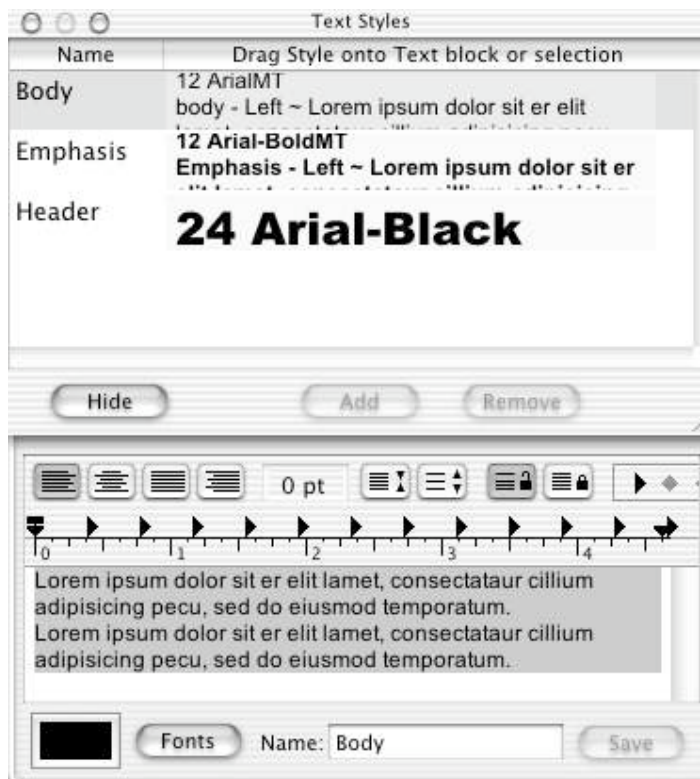 Text Styles
Name Drag Style onto Text block or selection
Body
12 ArialMT
body - Left ~ Lorem ipsum dolor sit er elit
Emphasis
12 Arial-BoldMT
Emphasis - Left ~ Lorem ipsum dolor sit er
Header
24 Arial-Black
Hide Add Remove
0 pt
0 1 2 3 4
Lorem ipsum dolor sit er elit lamet, consectataur cillium
adipisicing pecu, sed do eiusmod temporatum.
Lorem ipsum dolor sit er elit lamet, consectataur cillium
adipisicing pecu, sed do eiusmod temporatum.
Fonts Name: Body Save